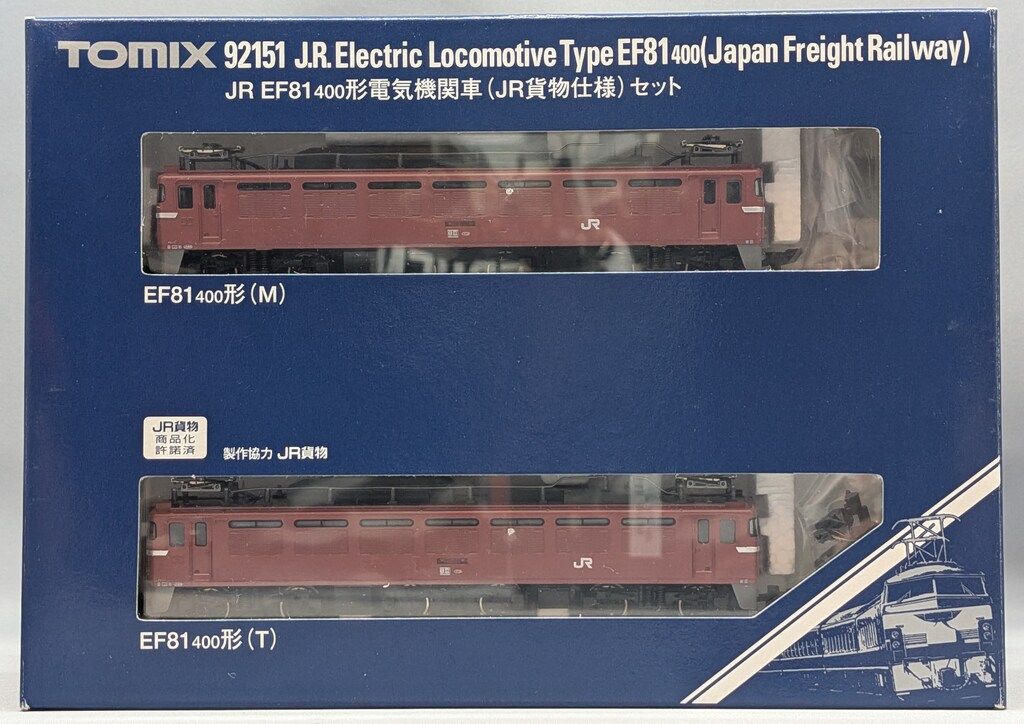 TOMIX 92151 J.R. Electric Locomotive Type EF81 400 (Japan Freight Railway)
JR EF81 400形電気機関車(JR貨物仕様)セット
JR
EF81 400形(M)
JR貨物
商品化
許諾済
製作協力 JR貨物
JR
EF81 400形(T)